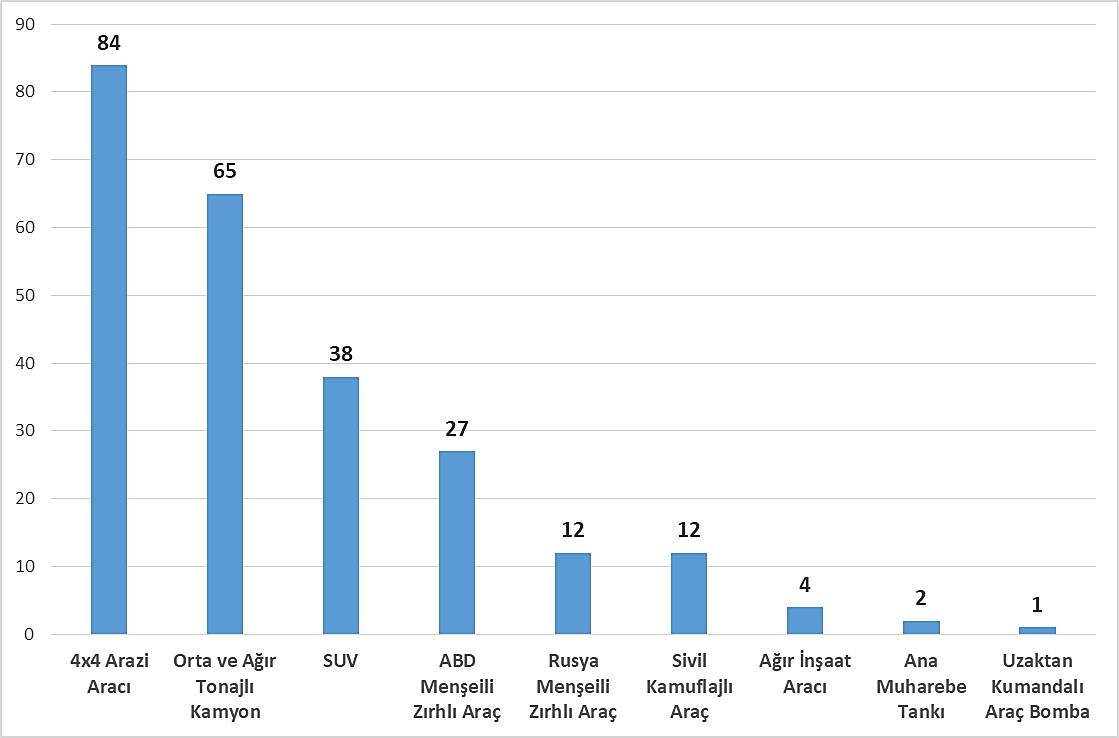 90
80
70
60
50
40
30
20
10
0
84
65
38
27
12
12
4
2
1
4x4 Arazi
Aracı
Orta ve Ağır
Tonajlı
Kamyon
SUV
ABD
Menşeili
Zırhlı Araç
Rusya
Menşeili
Zırhlı Araç
Sivil
Kamuflajlı
Araç
Ağır İnşaat
Aracı
Ana
Muharebe
Tankı
Uzaktan
Kumandalı
Araç Bomba